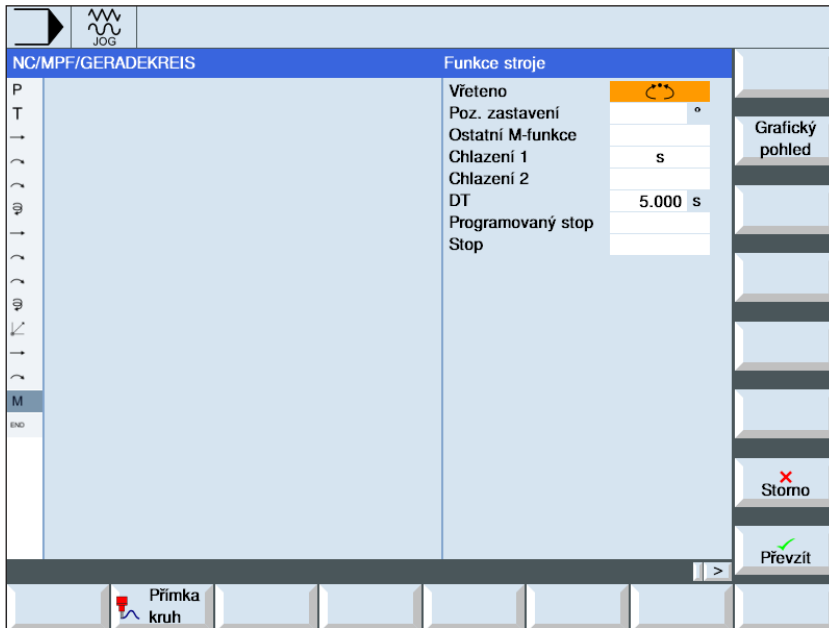 JOG
NC/MPF/GERADEKREIS
Funkce stroje
P
T
M
END
Vřeteno
Poz. zastavení °
Ostatní M-funkce
Chlazení 1 s
Chlazení 2
DT 5.000 s
Programovaný stop
Stop
Grafický
pohled
Storno
Převzít
>
Přímka
kruh